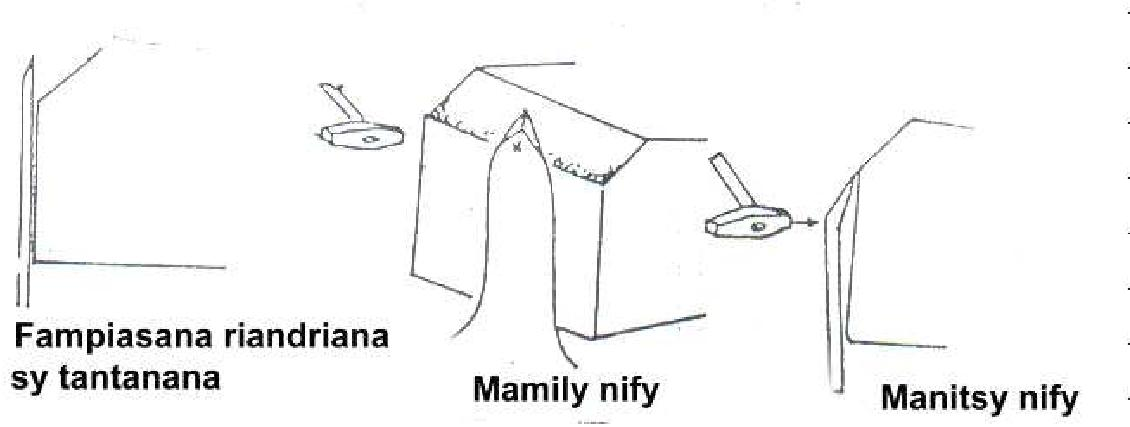 Fampiasana riandriana
sy tantanana
Mamily nify
Manitsy nify